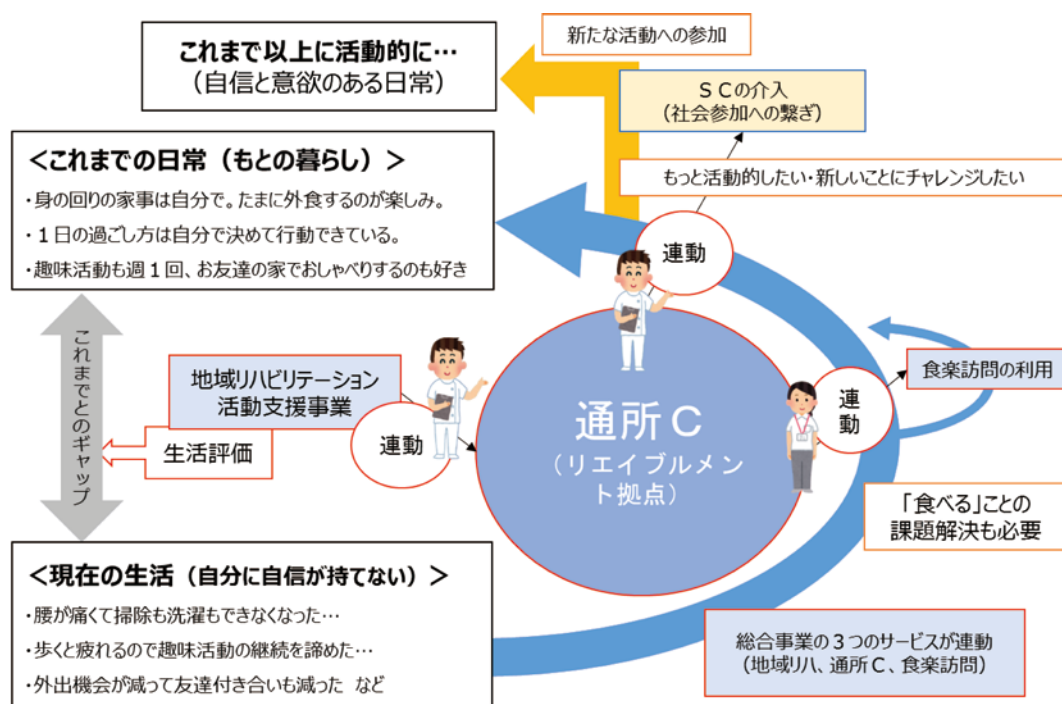 これまで以上に活動的に…
（自信と意欲のある日常）
新たな活動への参加
ＳＣの介入
（社会参加への繋ぎ）
もっと活動的したい・新しいことにチャレンジしたい
＜これまでの日常（もとの暮らし）＞
・身の回りの家事は自分で。たまに外食するのが楽しみ。
・１日の過ごし方は自分で決めて行動できている。
・趣味活動も週１回、お友達の家でおしゃべりするのも好き
連動
これまでとのギャップ
地域リハビリテーション
活動支援事業
連動
生活評価
通所Ｃ
（リエイブルメン
ト拠点）
連
動
食楽訪問の利用
「食べる」ことの
課題解決も必要
＜現在の生活（自分に自信が持てない）＞
・腰が痛くて掃除も洗濯もできなくなった…
・歩くと疲れるので趣味活動の継続を諦めた…
・外出機会が減って友達付き合いも減った など
総合事業の３つのサービスが連動
（地域リハ、通所Ｃ、食楽訪問）